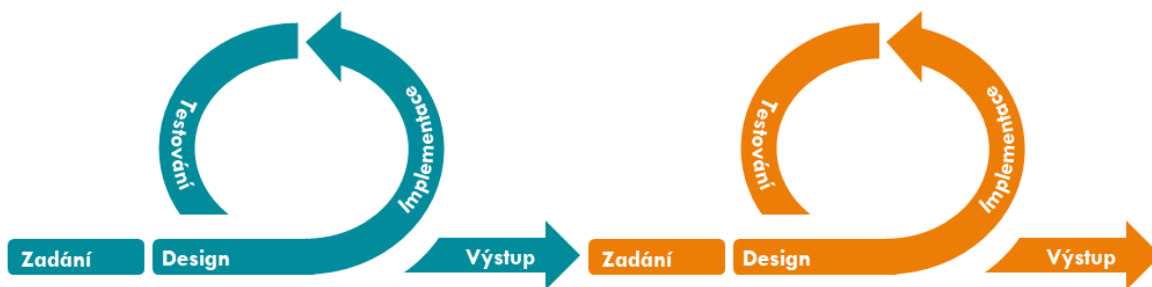 Testování
Implementace
Zadání
Design
Výstup
Testování
Implementace
Zadání
Design
Výstup